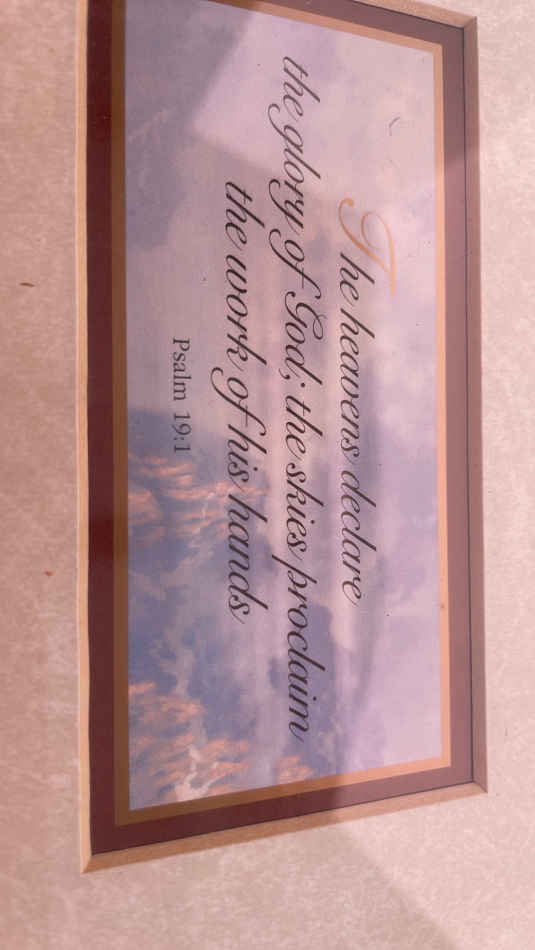 The heavens declare
the glory of God; the skies proclaim
the work of his hands
Psalm 19:1